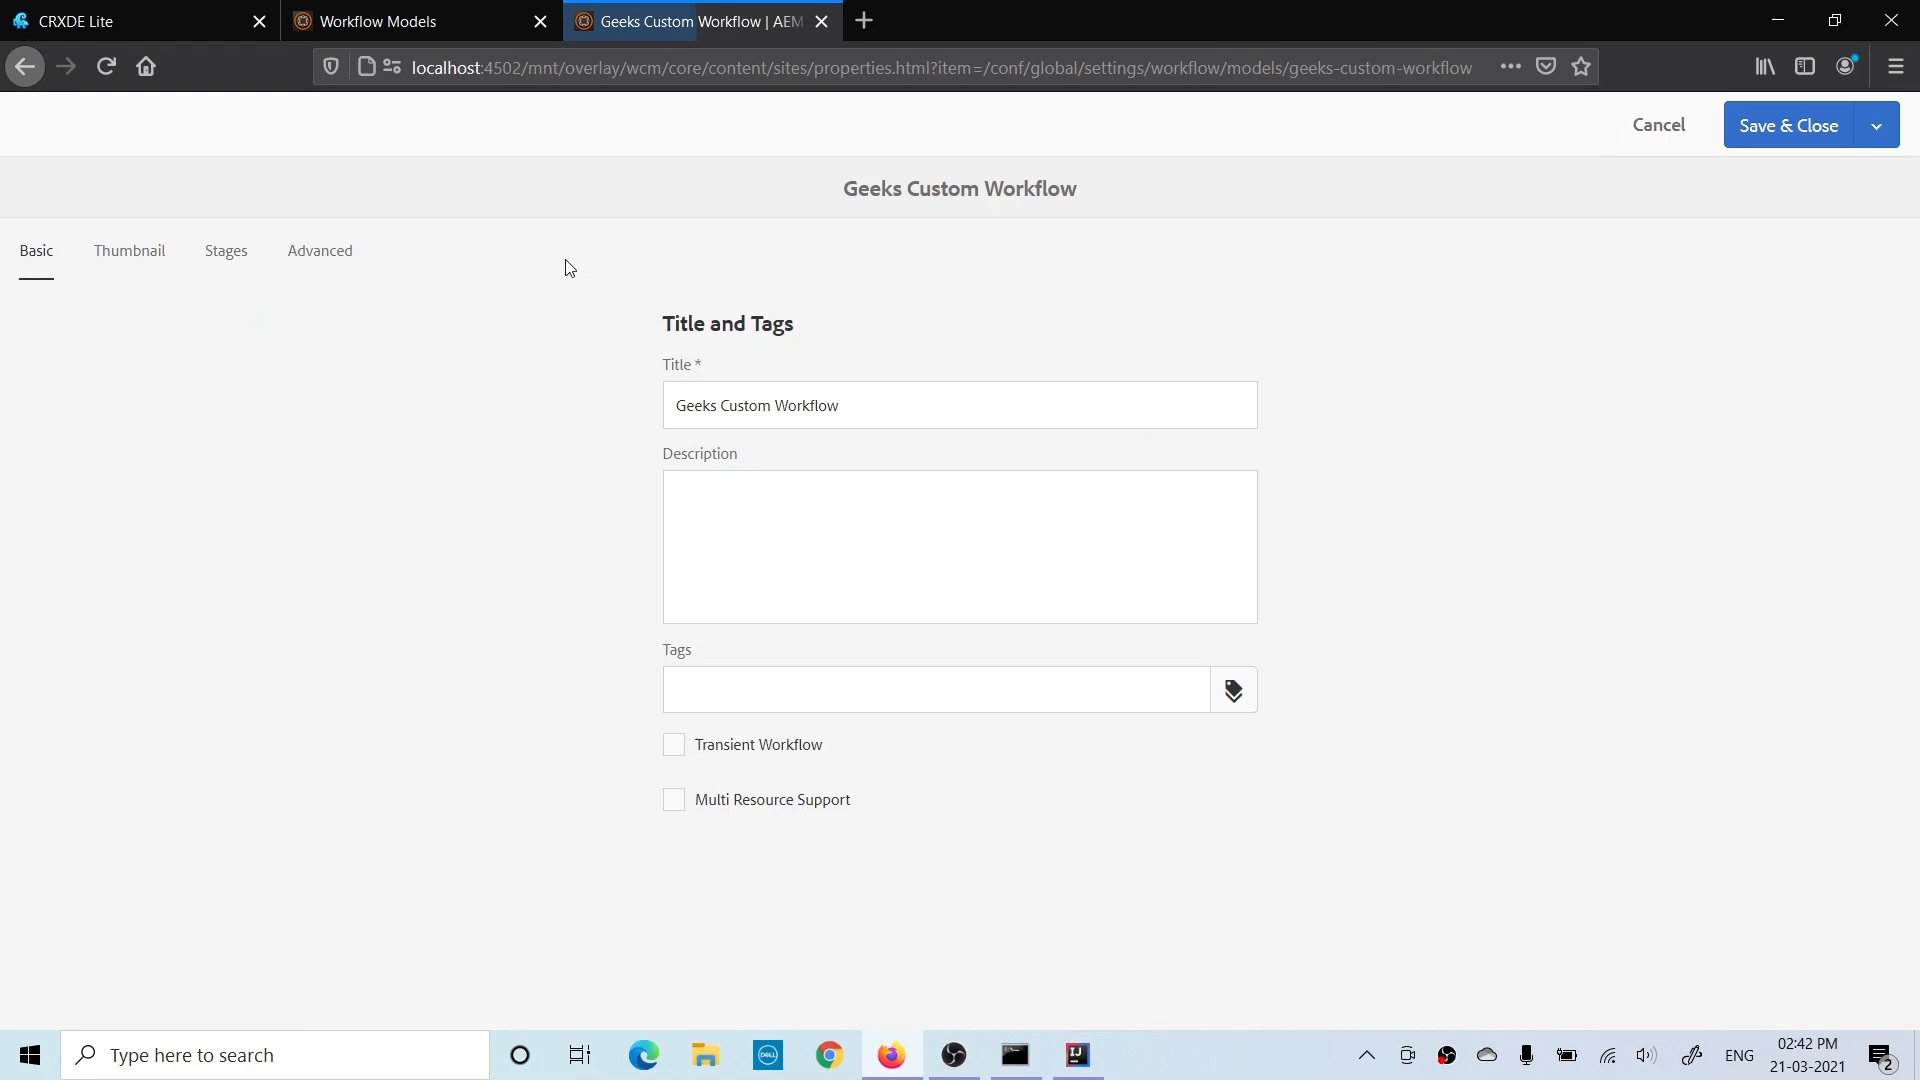 CRXDE Lite
Workflow Models
Geeks Custom Workflow | AEM
localhost:4502/mnt/overlay/wcm/core/content/sites/properties.html?item=/conf/global/settings/workflow/models/geeks-custom-workflow
Cancel
Save & Close
Geeks Custom Workflow
Basic
Thumbnail
Stages
Advanced
Title and Tags
Title *
Geeks Custom Workflow
Description
Tags
Transient Workflow
Multi Resource Support
Type here to search
DELL
IJ
ENG
02:42 PM
21-03-2021
2